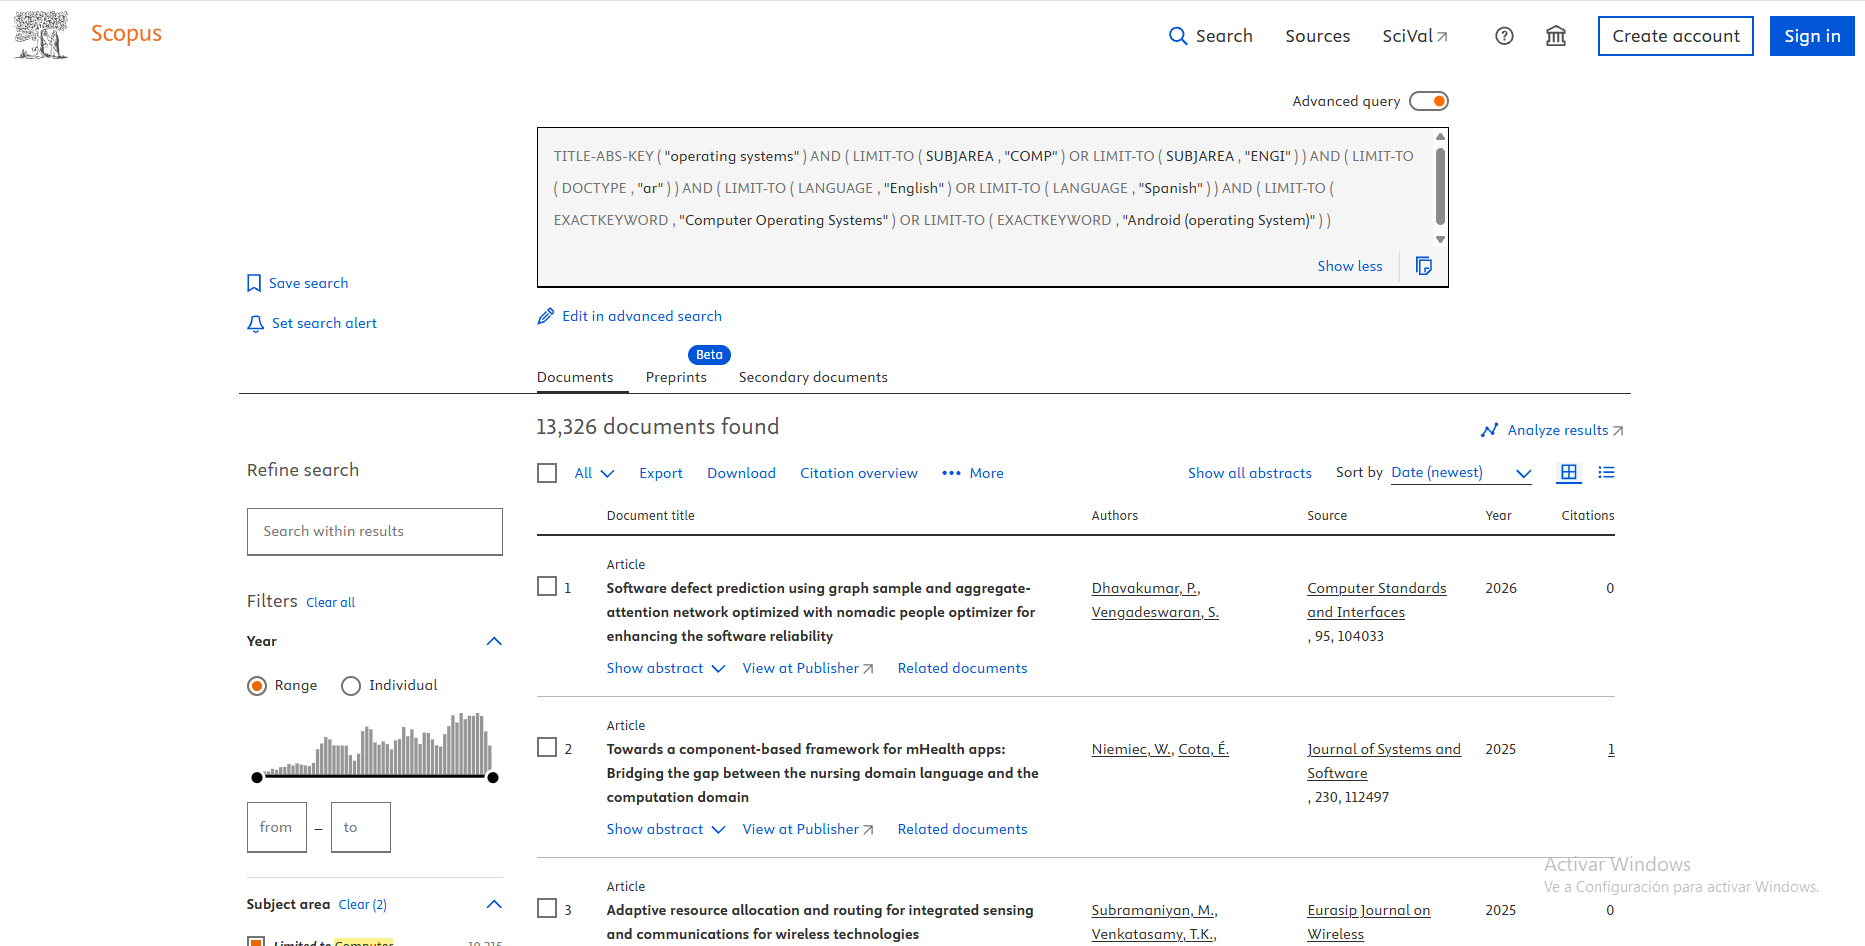 Scopus
Search
Sources
SciVal
Create account
Sign in
Advanced query
TITLE-ABS-KEY ( "operating systems" ) AND ( LIMIT-TO ( SUBJAREA , "COMP" ) OR LIMIT-TO ( SUBJAREA , "ENGI" ) ) AND ( LIMIT-TO
( DOCTYPE , "ar" ) ) AND ( LIMIT-TO ( LANGUAGE , "English" ) OR LIMIT-TO ( LANGUAGE , "Spanish" ) ) AND ( LIMIT-TO (
EXACTKEYWORD , "Computer Operating Systems" ) OR LIMIT-TO ( EXACTKEYWORD , "Android (operating System)" ) )
Show less
Save search
Set search alert
Edit in advanced search
Beta
Documents
Preprints
Secondary documents
13,326 documents found
Analyze results
Refine search
Search within results
Filters Clear all
Year
Range
Individual
from
–
to
Subject area Clear (2)
Limited to Computer 10,215
All
Export
Download
Citation overview
More
Show all abstracts
Sort by Date (newest)
Document title
Authors
Source
Year
Citations
Article
1
Software defect prediction using graph sample and aggregate-
attention network optimized with nomadic people optimizer for
enhancing the software reliability
Dhavakumar, P.,
Vengadeswaran, S.
Computer Standards
and Interfaces
, 95, 104033
2026
0
Show abstract
View at Publisher
Related documents
Article
2
Towards a component-based framework for mHealth apps:
Bridging the gap between the nursing domain language and the
computation domain
Niemiec, W., Cota, É.
Journal of Systems and
Software
, 230, 112497
2025
1
Show abstract
View at Publisher
Related documents
Article
3
Adaptive resource allocation and routing for integrated sensing
and communications for wireless technologies
Subramaniyan, M.,
Venkatasamy, T.K.,
Eurasip Journal on
Wireless
2025
0
Activar Windows
Ve a Configuración para activar Windows.